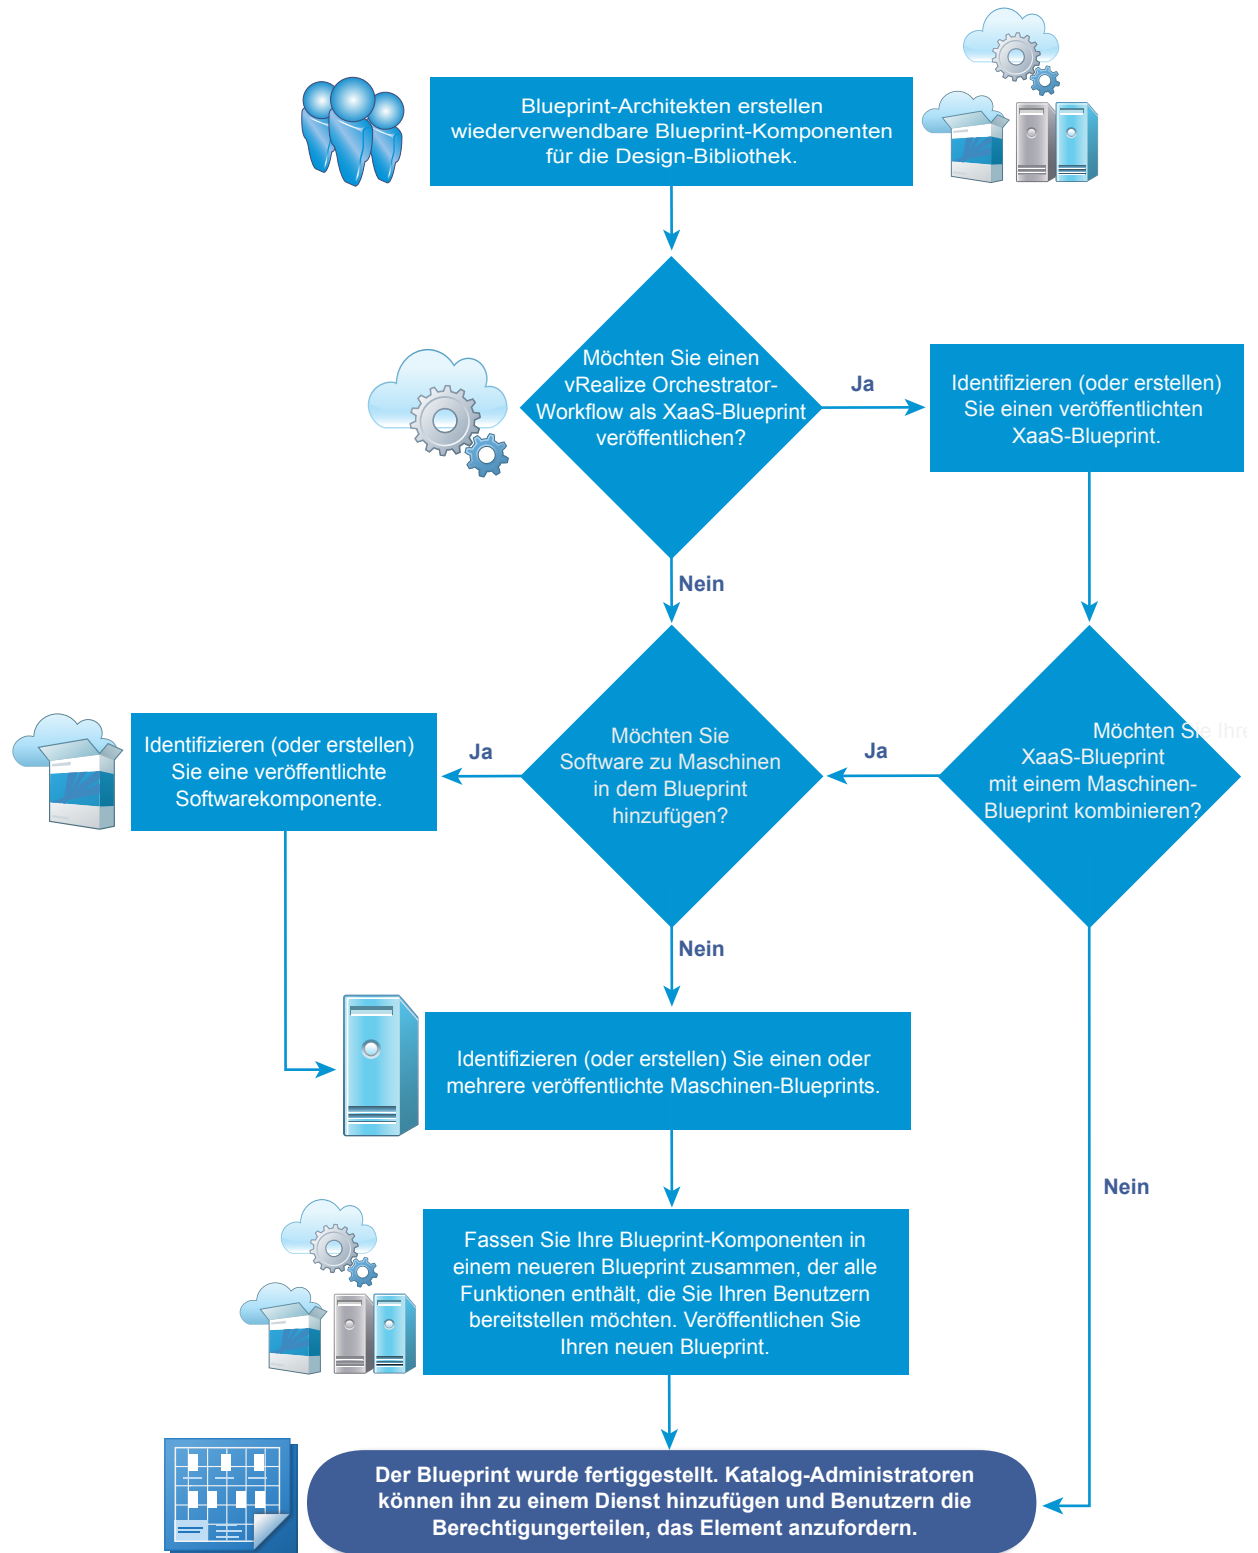 Blueprint-Architekten erstellen
wiederverwendbare Blueprint-Komponenten
für die Design-Bibliothek.
Möchten Sie einen
vRealize Orchestrator-
Workflow als XaaS-Blueprint
veröffentlichen?
Ja
Identifizieren (oder erstellen)
Sie einen veröffentlichten
XaaS-Blueprint.
Nein
Identifizieren (oder erstellen)
Sie eine veröffentlichte
Softwarekomponente.
Ja
Möchten Sie
Software zu Maschinen
in dem Blueprint
hinzufügen?
Ja
Möchten Sie Ihre
XaaS-Blueprint
mit einem Maschinen-
Blueprint kombinieren?
Nein
Identifizieren (oder erstellen) Sie einen oder
mehrere veröffentlichte Maschinen-Blueprints.
Nein
Fassen Sie Ihre Blueprint-Komponenten in
einem neueren Blueprint zusammen, der alle
Funktionen enthält, die Sie Ihren Benutzern
bereitstellen möchten. Veröffentlichen Sie
Ihren neuen Blueprint.
Der Blueprint wurde fertiggestellt. Katalog-Administratoren
können ihn zu einem Dienst hinzufügen und Benutzern die
Berechtigungerteilen, das Element anzufordern.